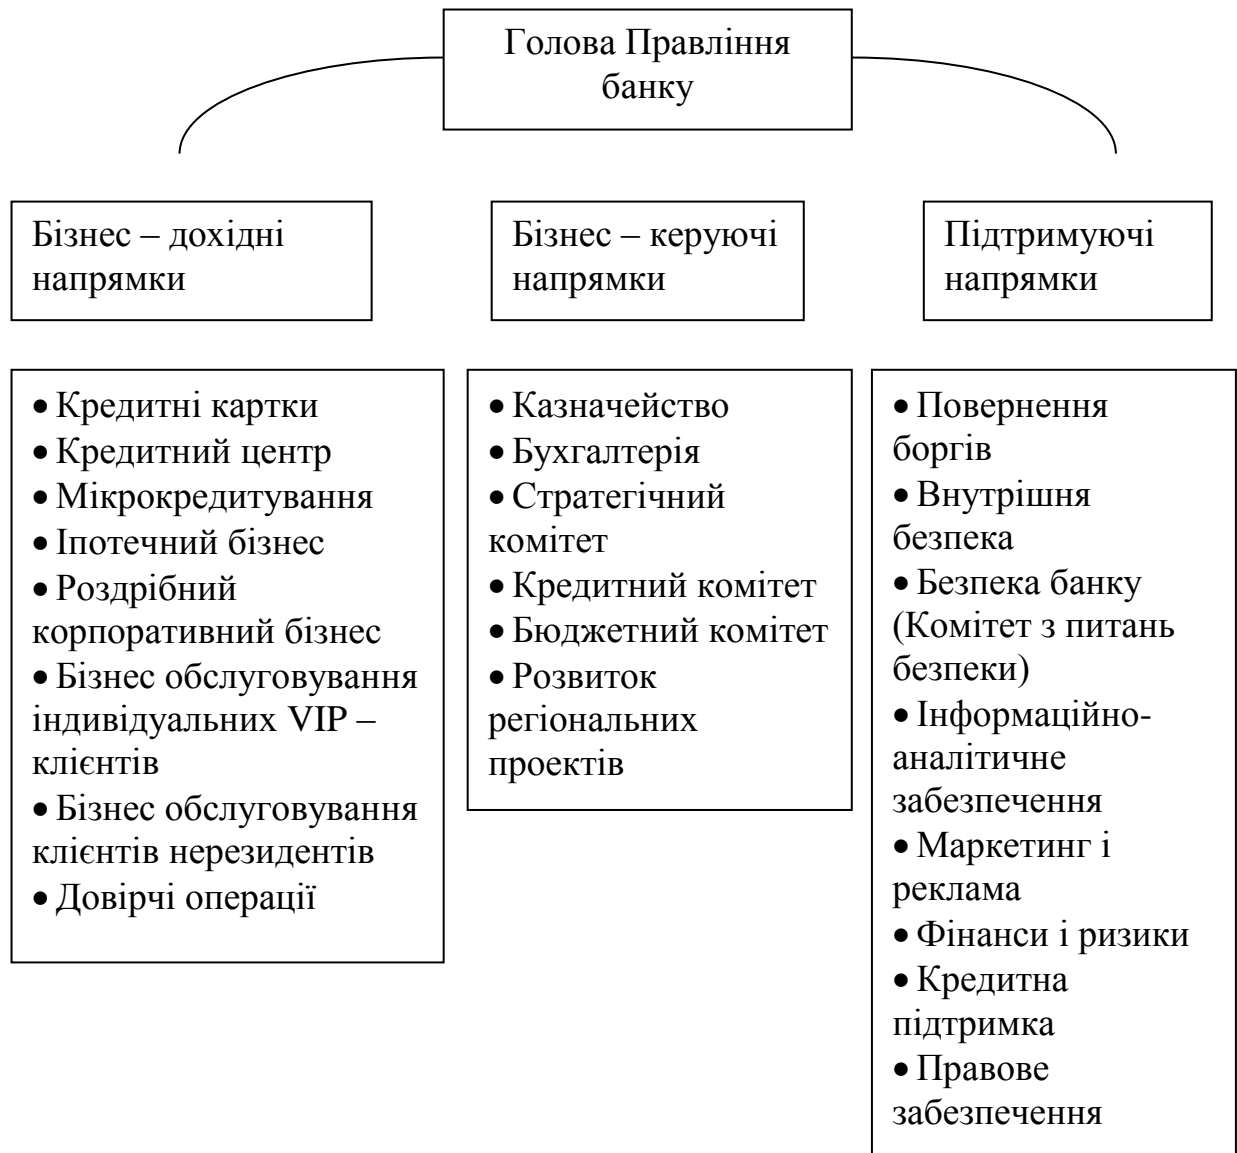 Голова Правління
банку
Бізнес – дохідні
напрямки
Бізнес – керуючі
напрямки
Підтримуючі
напрямки
• Кредитні картки
• Кредитний центр
• Мікрокредитування
• Іпотечний бізнес
• Роздрібний
корпоративний бізнес
• Бізнес обслуговування
індивідуальних VIP –
клієнтів
• Бізнес обслуговування
клієнтів нерезидентів
• Довірчі операції
• Казначейство
• Бухгалтерія
• Стратегічний
комітет
• Кредитний комітет
• Бюджетний комітет
• Розвиток
регіональних
проектів
• Повернення
боргів
• Внутрішня
безпека
• Безпека банку
(Комітет з питань
безпеки)
• Інформаційно-
аналітичне
забезпечення
• Маркетинг і
реклама
• Фінанси і ризики
• Кредитна
підтримка
• Правове
забезпечення